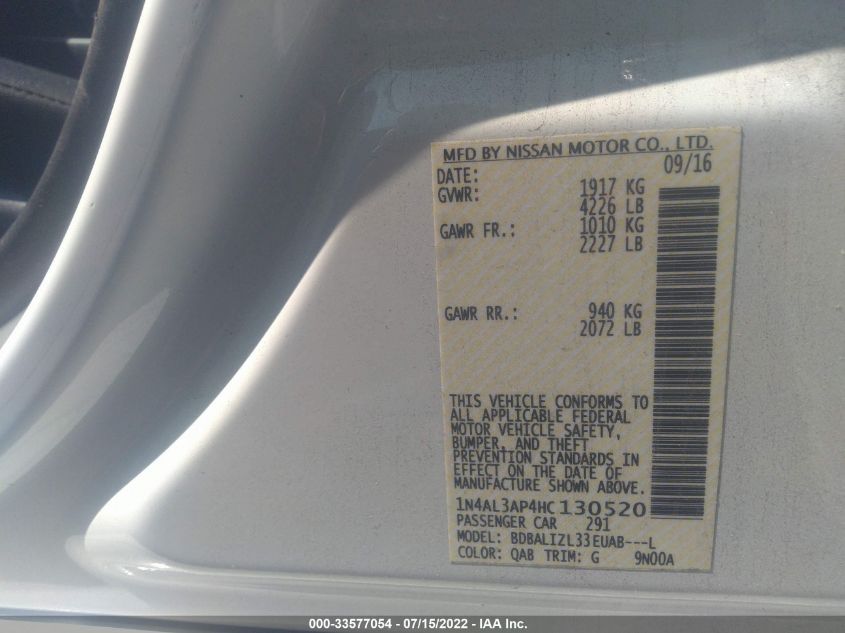 MFD BY NISSAN MOTOR CO., LTD.
DATE: 09/16
GVWR: 1917 KG
4226 LB
GAWR FR.: 1010 KG
2227 LB
GAWR RR.: 940 KG
2072 LB
THIS VEHICLE CONFORMS TO
ALL APPLICABLE FEDERAL
MOTOR VEHICLE SAFETY,
BUMPER, AND THEFT
PREVENTION STANDARDS IN
EFFECT ON THE DATE OF
MANUFACTURE SHOWN ABOVE.
1N4AL3AP4HC130520
PASSENGER CAR 291
MODEL: BDBALIZL33EUAB---L
COLOR: QAB TRIM: G 9N00A
000-33577054 - 07/15/2022 - IAA Inc.